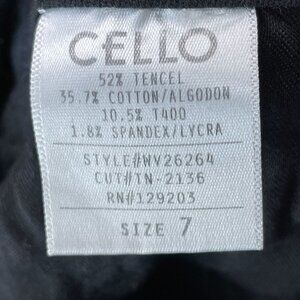 CELLO
52% TENCEL
35.7% COTTON/ALGODON
10.5% T400
1.8% SPANDEX/LYCRA
STYLE#WV26264
CUT#TN-2136
RN#129203
SIZE 7